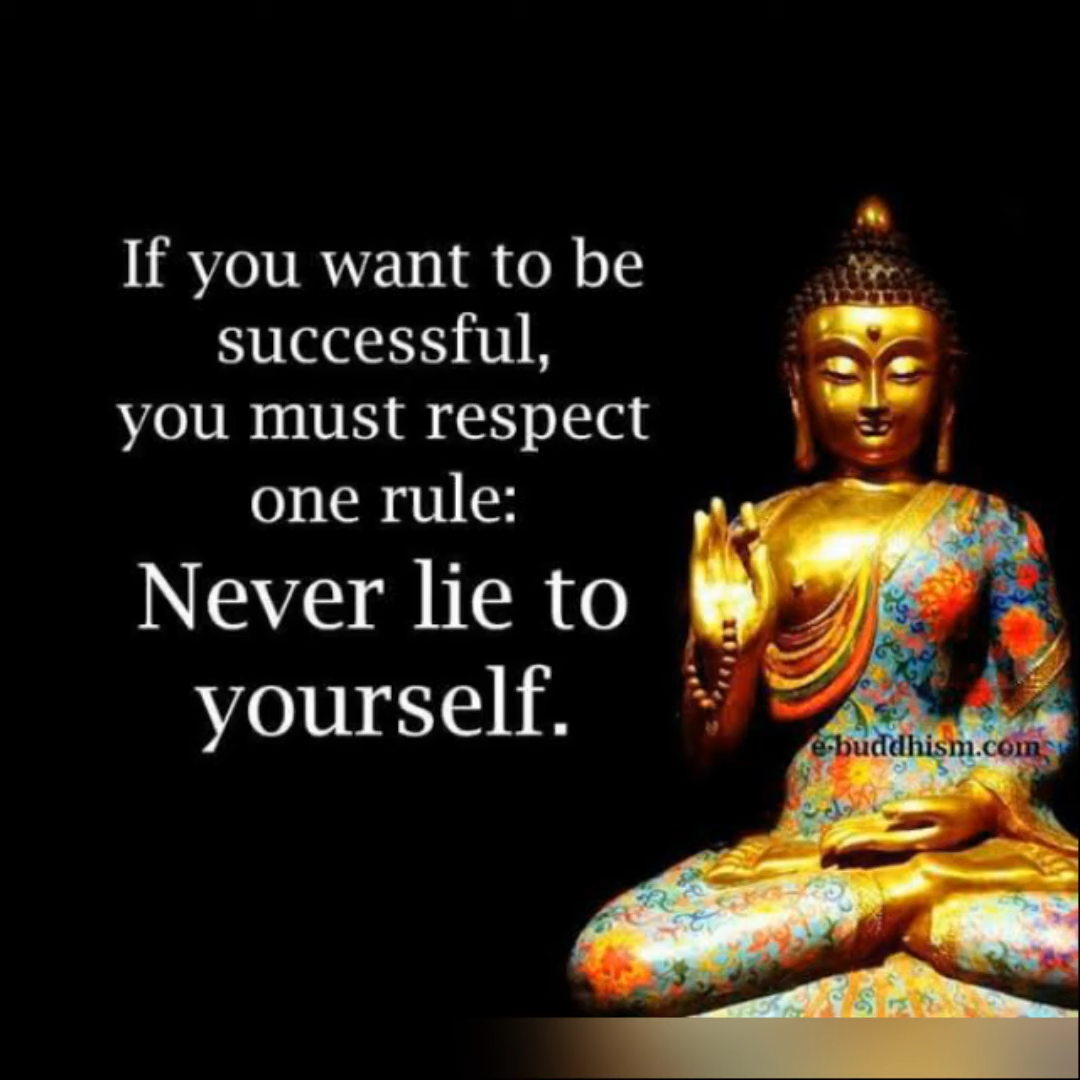 If you want to be
successful,
you must respect
one rule:
Never lie to
yourself.
e-buddhism.com